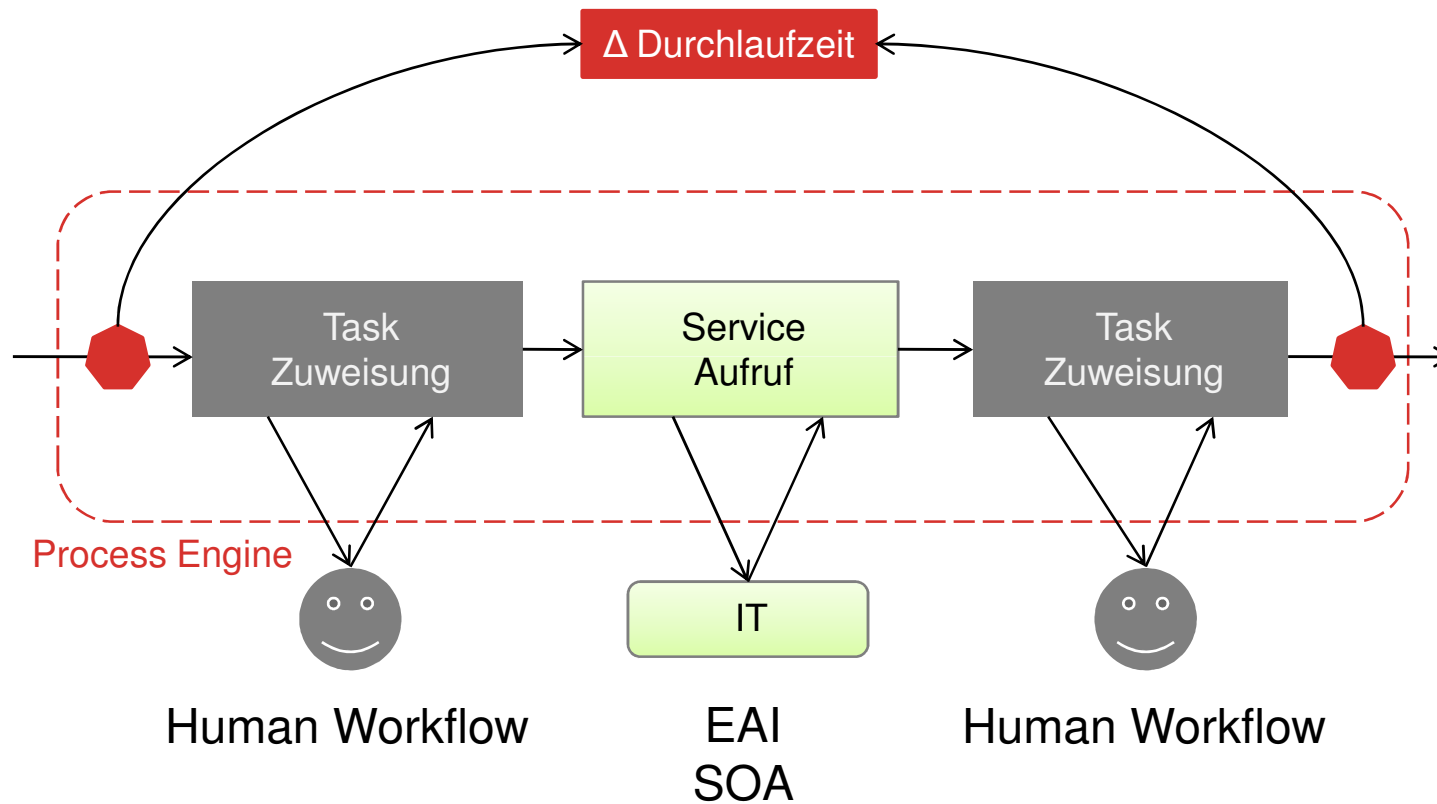 Δ Durchlaufzeit
Task
Zuweisung
Service
Aufruf
Task
Zuweisung
Process Engine
IT
Human Workflow
EAI
SOA
Human Workflow